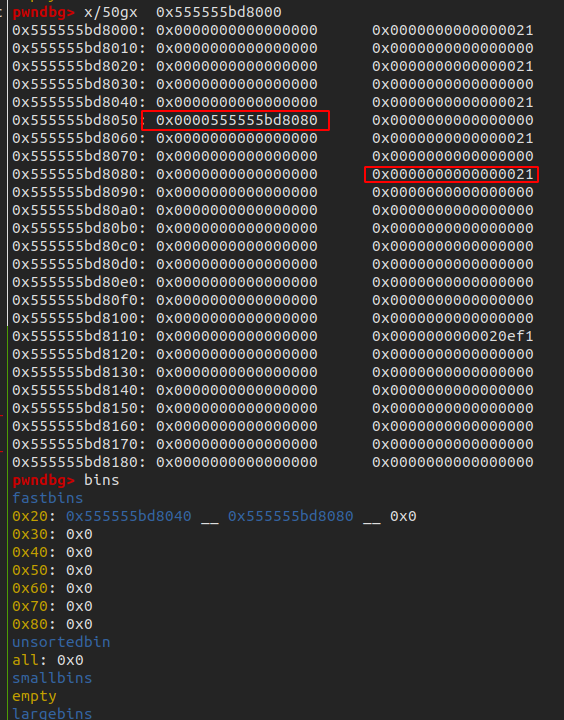 pwndbg> x/50gx 0x555555bd8000
0x555555bd8000: 0x0000000000000000 0x0000000000000021
0x555555bd8010: 0x0000000000000000 0x0000000000000000
0x555555bd8020: 0x0000000000000000 0x0000000000000021
0x555555bd8030: 0x0000000000000000 0x0000000000000000
0x555555bd8040: 0x0000000000000000 0x0000000000000021
0x555555bd8050: 0x0000555555bd8080 0x0000000000000000
0x555555bd8060: 0x0000000000000000 0x0000000000000021
0x555555bd8070: 0x0000000000000000 0x0000000000000000
0x555555bd8080: 0x0000000000000000 0x0000000000000021
0x555555bd8090: 0x0000000000000000 0x0000000000000000
0x555555bd80a0: 0x0000000000000000 0x0000000000000000
0x555555bd80b0: 0x0000000000000000 0x0000000000000000
0x555555bd80c0: 0x0000000000000000 0x0000000000000000
0x555555bd80d0: 0x0000000000000000 0x0000000000000000
0x555555bd80e0: 0x0000000000000000 0x0000000000000000
0x555555bd80f0: 0x0000000000000000 0x0000000000000000
0x555555bd8100: 0x0000000000000000 0x0000000000000000
0x555555bd8110: 0x0000000000000000 0x0000000000020ef1
0x555555bd8120: 0x0000000000000000 0x0000000000000000
0x555555bd8130: 0x0000000000000000 0x0000000000000000
0x555555bd8140: 0x0000000000000000 0x0000000000000000
0x555555bd8150: 0x0000000000000000 0x0000000000000000
0x555555bd8160: 0x0000000000000000 0x0000000000000000
0x555555bd8170: 0x0000000000000000 0x0000000000000000
0x555555bd8180: 0x0000000000000000 0x0000000000000000
pwndbg> bins
fastbins
0x20: 0x555555bd8040 __ 0x555555bd8080 __ 0x0
0x30: 0x0
0x40: 0x0
0x50: 0x0
0x60: 0x0
0x70: 0x0
0x80: 0x0
unsortedbin
all: 0x0
smallbins
empty
largebins